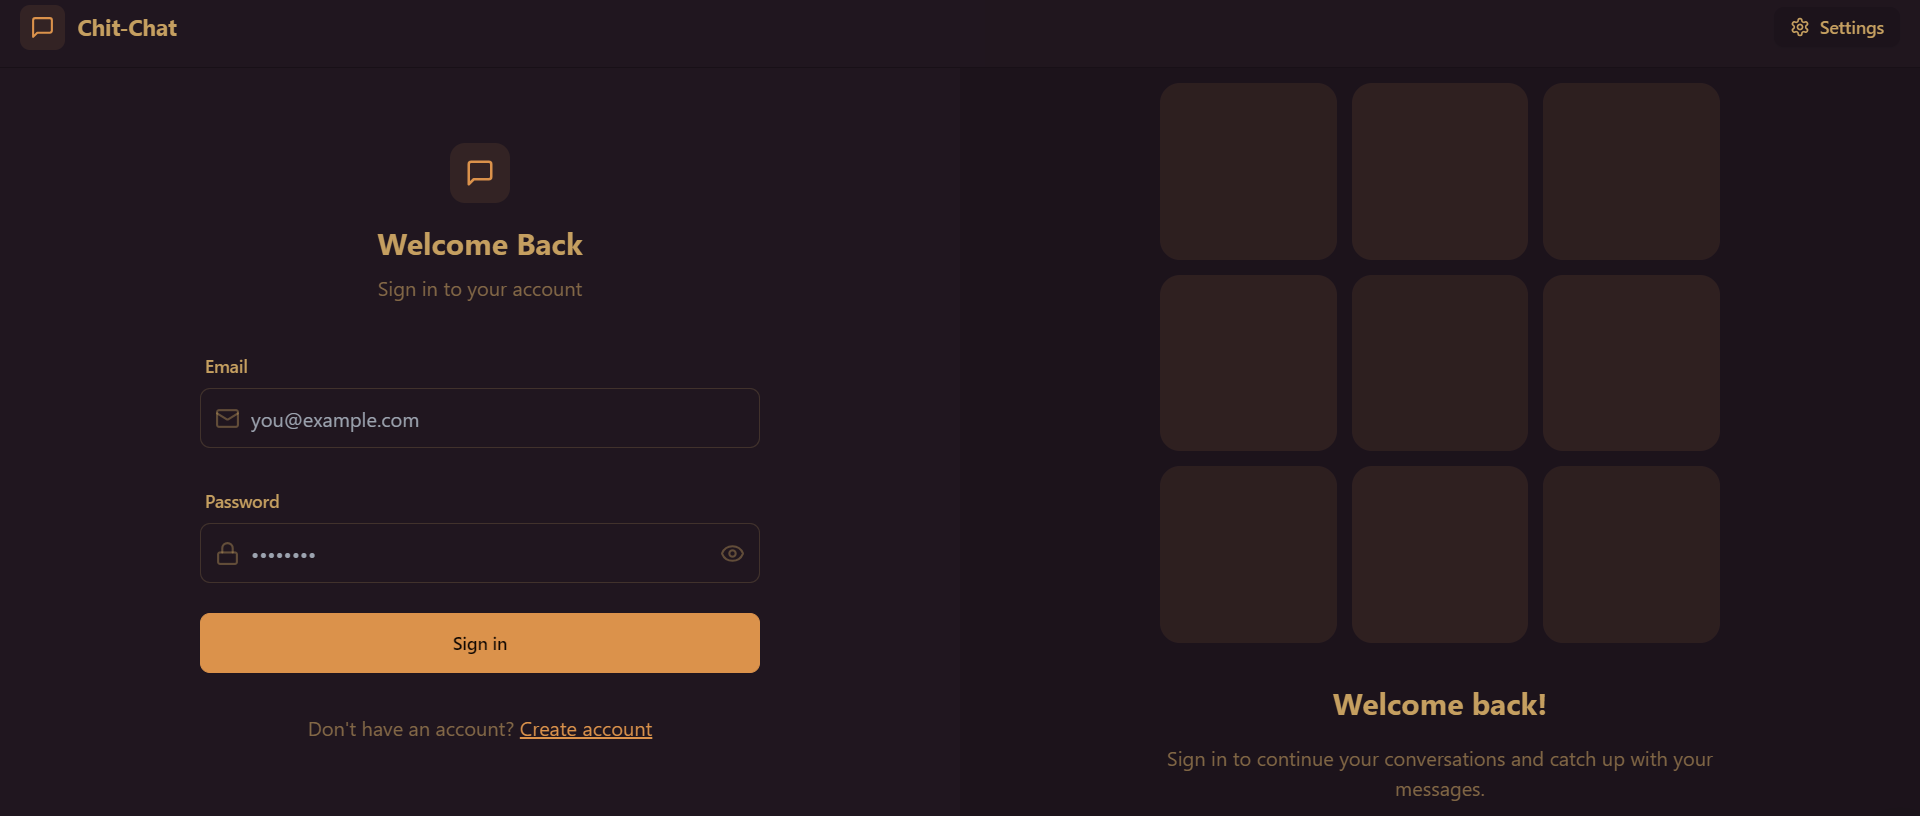 Chit-Chat
Settings
Welcome Back
Sign in to your account
Email
you@example.com
Password
••••••••
Sign in
Don't have an account? Create account
Welcome back!
Sign in to continue your conversations and catch up with your
messages.